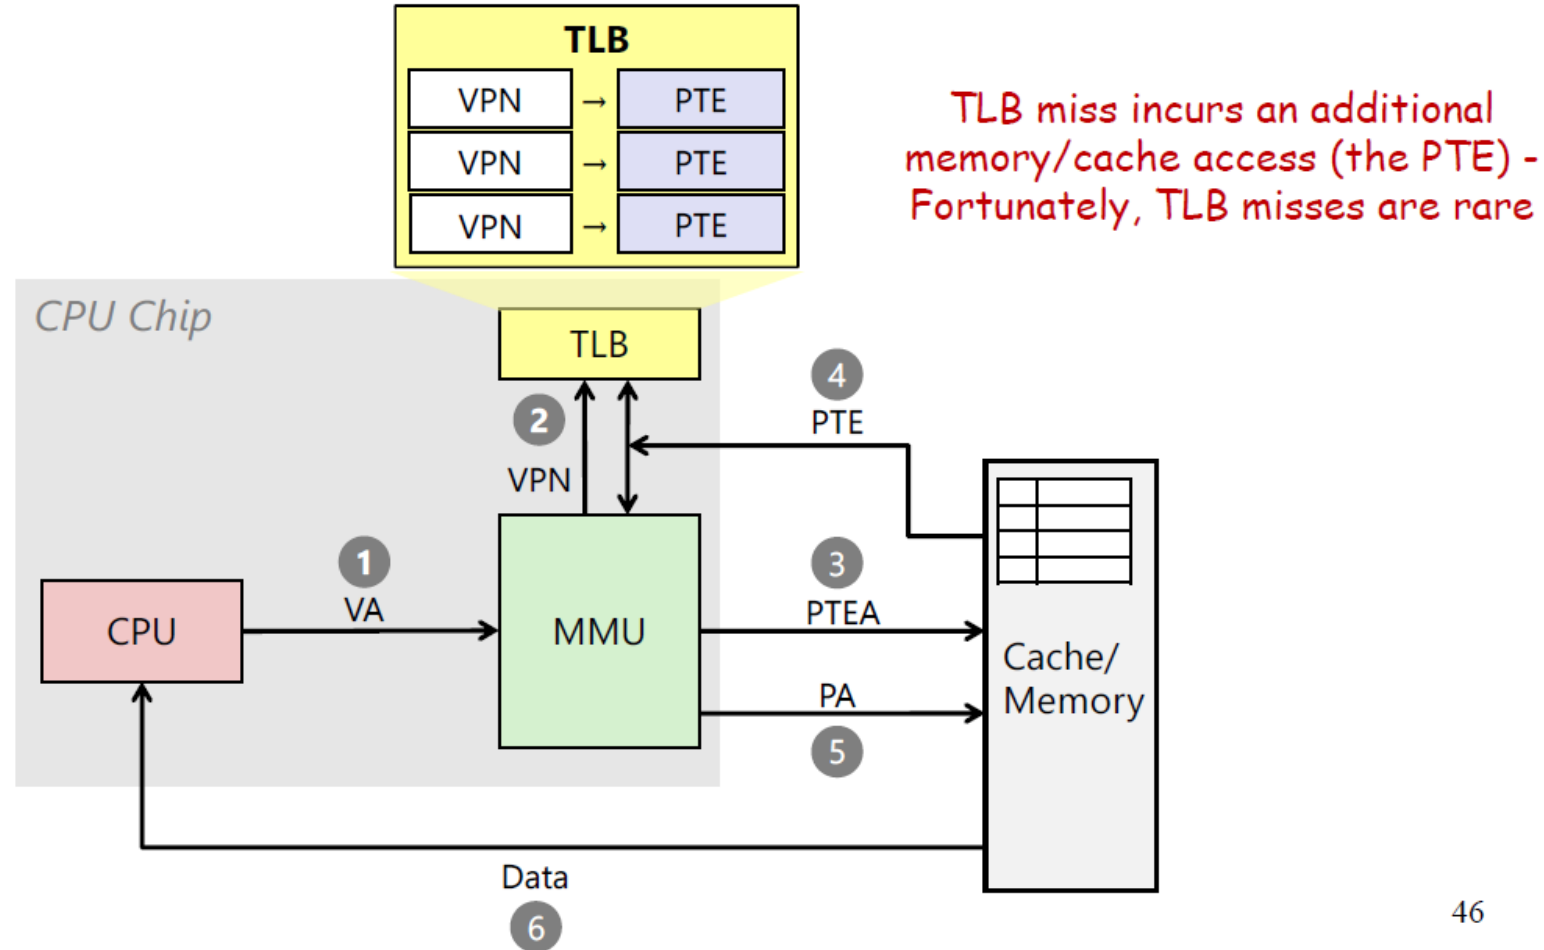 TLB
VPN → PTE
VPN → PTE
VPN → PTE
TLB miss incurs an additional
memory/cache access (the PTE) -
Fortunately, TLB misses are rare
CPU Chip
TLB
4
PTE
2
VPN
1
VA
CPU
MMU
3
PTEA
PA
5
Cache/
Memory
Data
6
46